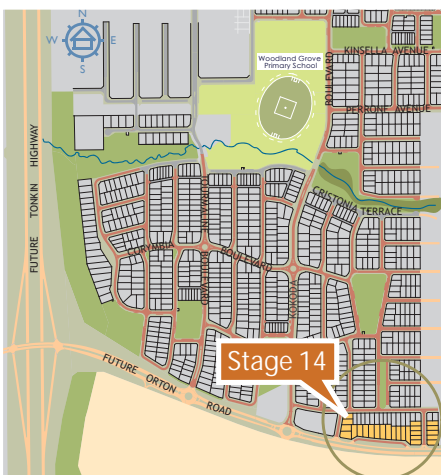 N
W E
S
Woodland Grove
Primary School
KINSELLA AVENUE
BOULEVARD
PERRONE AVENUE
FUTURE TONKIN HIGHWAY
CRISTONIA
TERRACE
CORYMBIA BOULEVARD
BOULEVARD
KOKODA
Stage 14
FUTURE ORTON ROAD